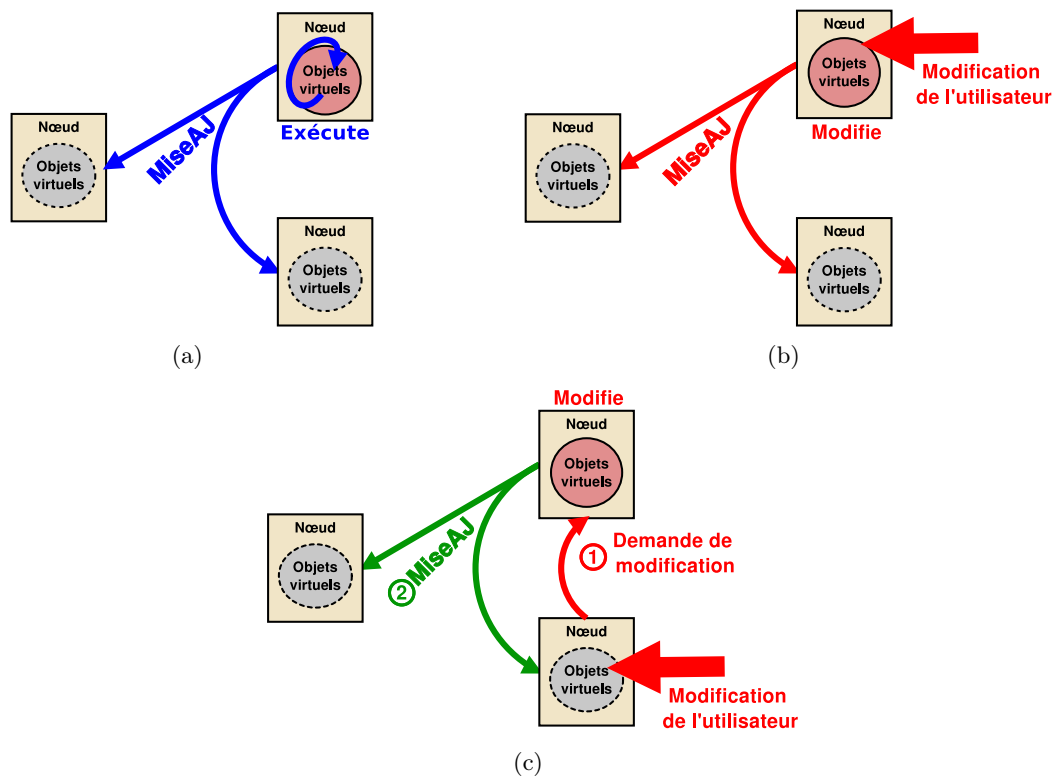 Nœud
Objets
virtuels
Exécute
MiseAJ
Nœud
Objets
virtuels
Nœud
Objets
virtuels
(a)
Nœud
Objets
virtuels
Modification
de l'utilisateur
Modifie
MiseAJ
Nœud
Objets
virtuels
Nœud
Objets
virtuels
(b)
Modifie
Nœud
Objets
virtuels
1 Demande de
modification
2 MiseAJ
Nœud
Objets
virtuels
Nœud
Objets
virtuels
Modification
de l'utilisateur
(c)